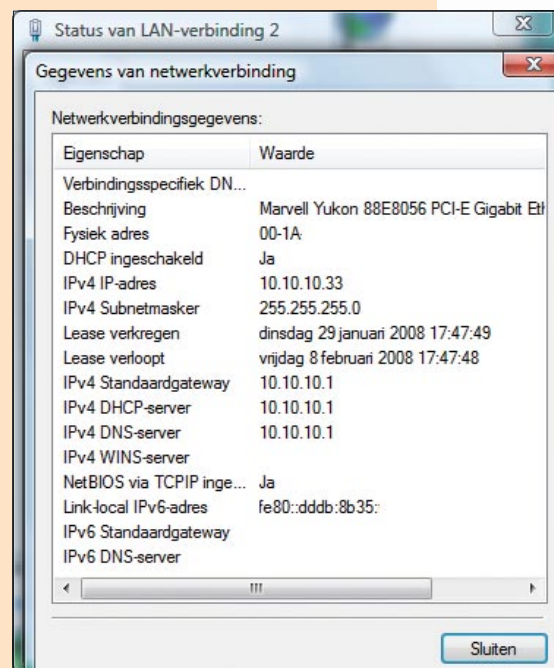 Status van LAN-verbinding 2
Gegevens van netwerkverbinding
Netwerkverbindingsgegevens:
Eigenschap Waarde
Verbindingsspecifiek DN...
Beschrijving Marvell Yukon 88E8056 PCI-E Gigabit Eth
Fysiek adres 00-1A
DHCP ingeschakeld Ja
IPv4 IP-adres 10.10.10.33
IPv4 Subnetmasker 255.255.255.0
Lease verkregen dinsdag 29 januari 2008 17:47:49
Lease verloopt vrijdag 8 februari 2008 17:47:48
IPv4 Standaardgateway 10.10.10.1
IPv4 DHCP-server 10.10.10.1
IPv4 DNS-server 10.10.10.1
IPv4 WINS-server
NetBIOS via TCPIP inge... Ja
Link-local IPv6-adres fe80::dddb:8b35:
IPv6 Standaardgateway
IPv6 DNS-server
Sluiten